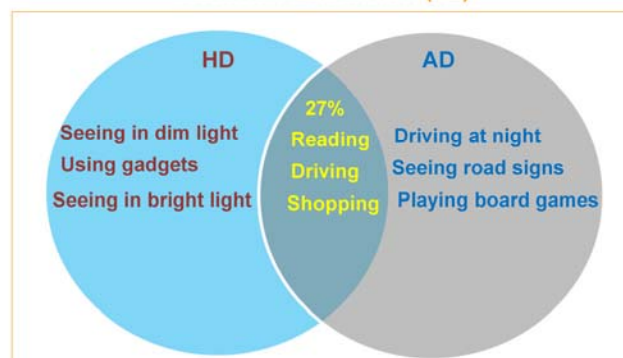 HD
Seeing in dim light
Using gadgets
Seeing in bright light
27%
Reading
Driving
Shopping
AD
Driving at night
Seeing road signs
Playing board games